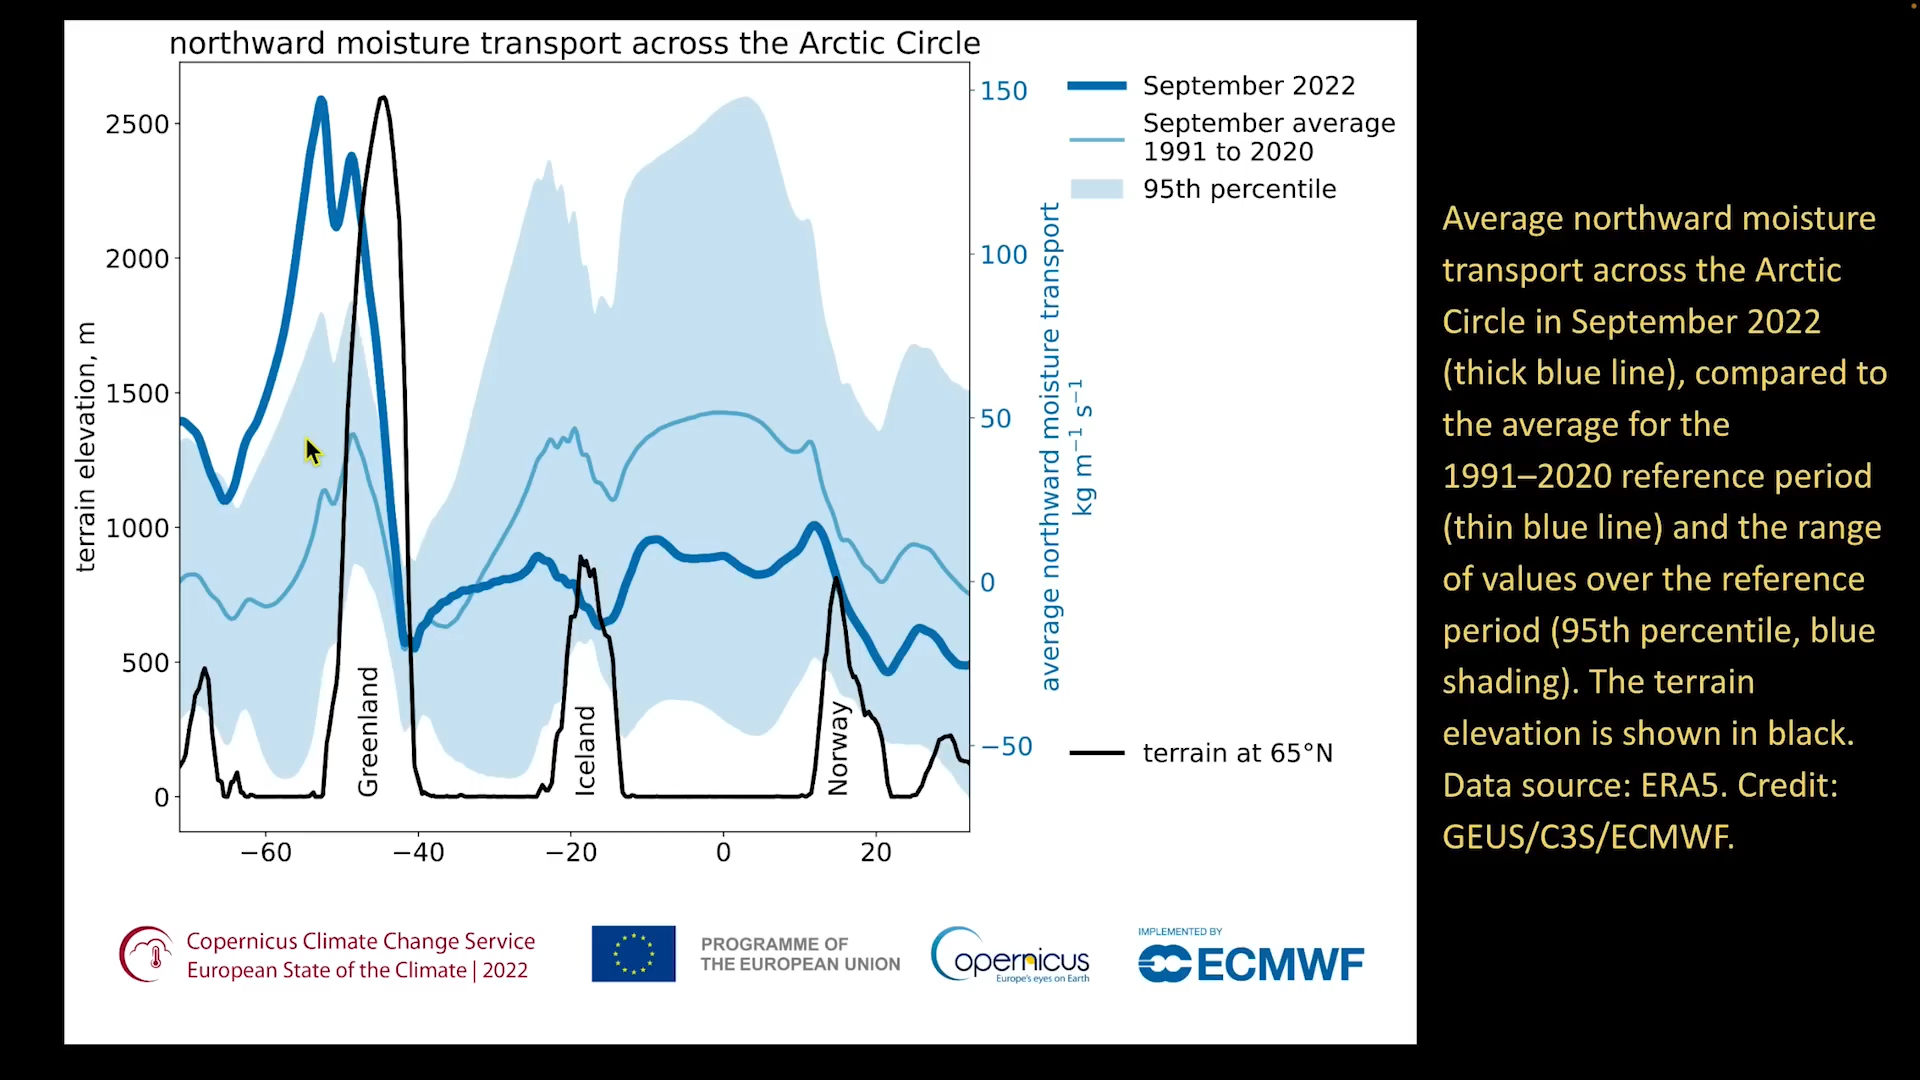 northward moisture transport across the Arctic Circle
2500
2000
1500
1000
500
0
terrain elevation, m
−60
−40
−20
0
20
150
100
50
0
−50
average northward moisture transport
kg m⁻¹ s⁻¹
Greenland
Iceland
Norway
September 2022
September average
1991 to 2020
95th percentile
terrain at 65°N
Average northward moisture
transport across the Arctic
Circle in September 2022
(thick blue line), compared to
the average for the
1991–2020 reference period
(thin blue line) and the range
of values over the reference
period (95th percentile, blue
shading). The terrain
elevation is shown in black.
Data source: ERA5. Credit:
GEUS/C3S/ECMWF.
Copernicus Climate Change Service
European State of the Climate | 2022
PROGRAMME OF
THE EUROPEAN UNION
opernicus
Europe's eyes on Earth
IMPLEMENTED BY
ECMWF